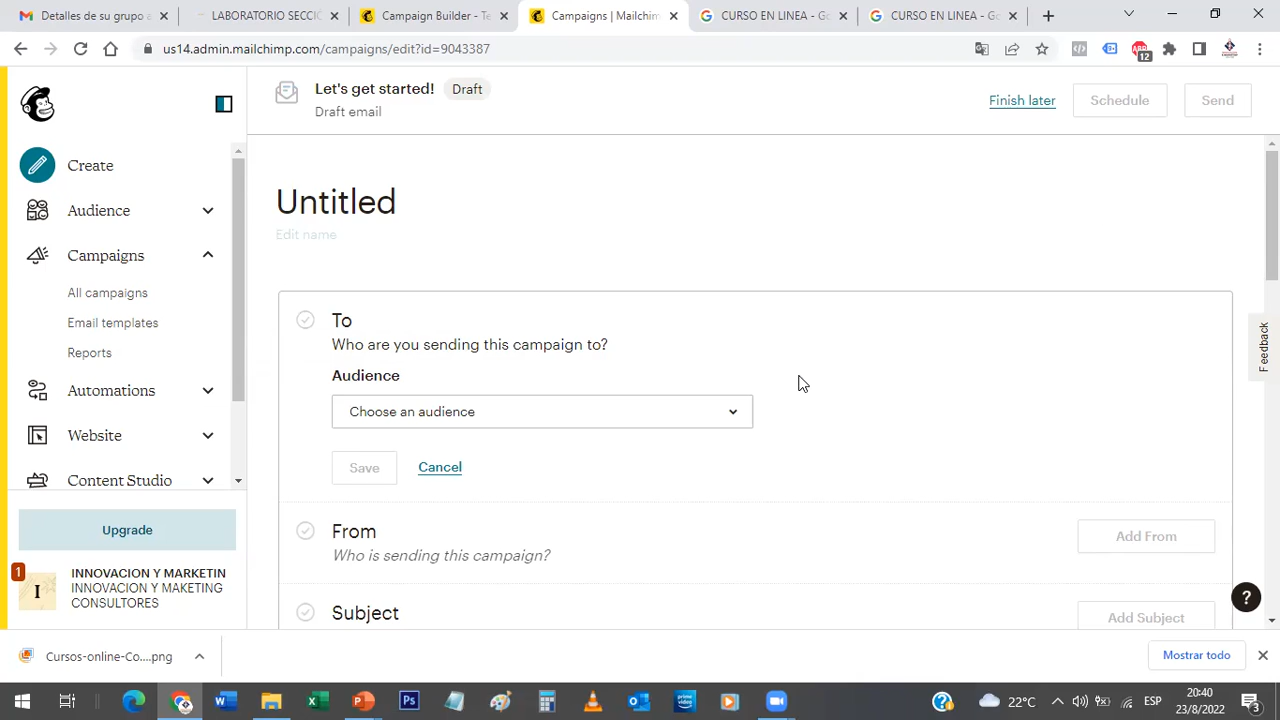 Detalles de su grupo a
LABORATORIO SECCIÓ
Campaign Builder - Te
Campaigns | Mailchim
CURSO EN LINEA - Go
CURSO EN LINEA - Go
us14.admin.mailchimp.com/campaigns/edit?id=9043387
12
Let's get started!
Draft
Draft email
Finish later
Schedule
Send
Create
Audience
Campaigns
All campaigns
Email templates
Reports
Automations
Website
Content Studio
Upgrade
1
I
INNOVACION Y MARKETIN
INNOVACION Y MAKETING
CONSULTORES
Untitled
Edit name
To
Who are you sending this campaign to?
Audience
Choose an audience
Save
Cancel
From
Who is sending this campaign?
Add From
Subject
Add Subject
Feedback
?
Cursos-online-Co....png
Mostrar todo
22°C
ESP
20:40
23/8/2022
3